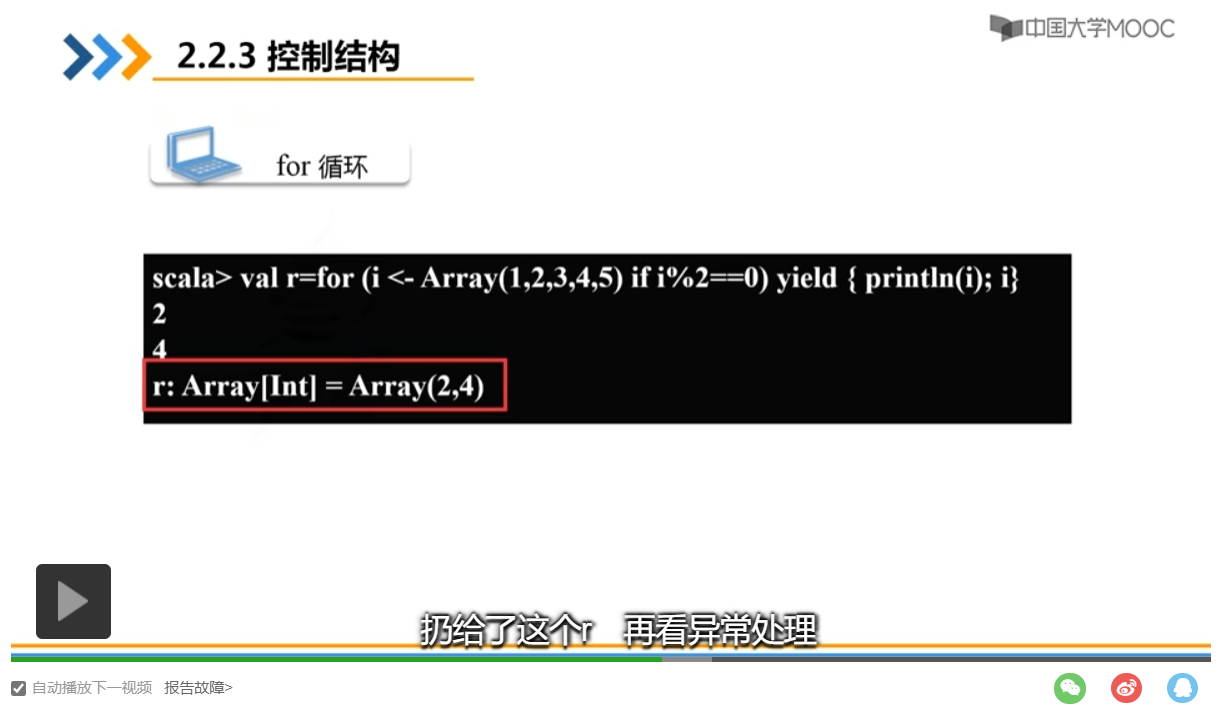 中国大学MOOC
2.2.3 控制结构
for 循环
scala> val r=for (i <- Array(1,2,3,4,5) if i%2==0) yield { println(i); i}
2
4
r: Array[Int] = Array(2,4)
扔给了这个r 再看异常处理
自动播放下一视频 报告故障>